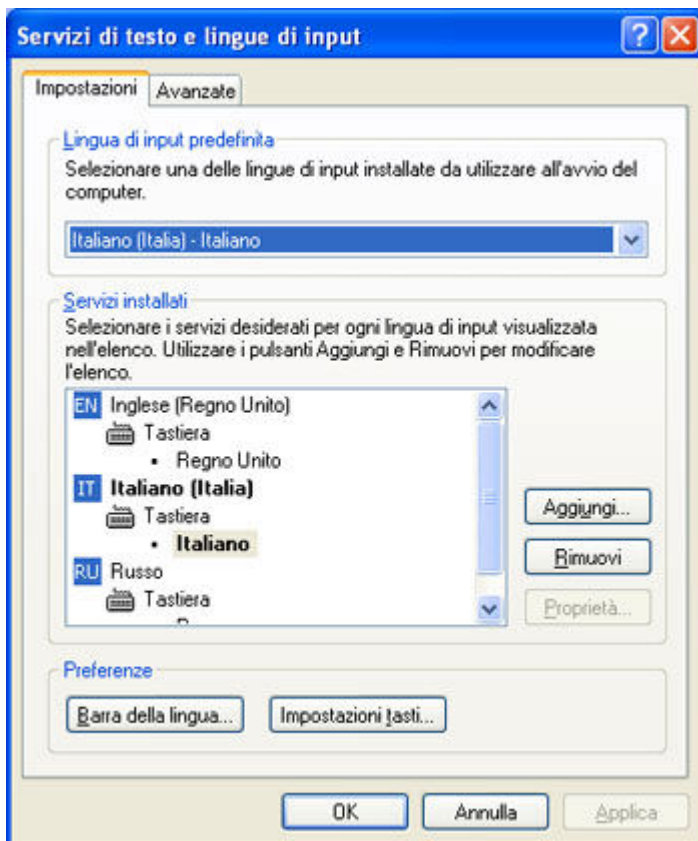 Servizi di testo e lingue di input
Impostazioni
Avanzate
Lingua di input predefinita
Selezionare una delle lingue di input installate da utilizzare all'avvio del
computer.
Italiano (Italia) - Italiano
Servizi installati
Selezionare i servizi desiderati per ogni lingua di input visualizzata
nell'elenco. Utilizzare i pulsanti Aggiungi e Rimuovi per modificare
l'elenco.
EN Inglese (Regno Unito)
Tastiera
• Regno Unito
IT Italiano (Italia)
Tastiera
• Italiano
RU Russo
Tastiera
Aggiungi...
Rimuovi
Proprietà...
Preferenze
Barra della lingua...
Impostazioni tasti...
OK
Annulla
Applica